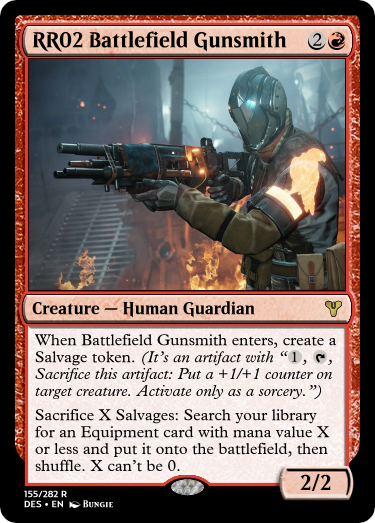 RR02 Battlefield Gunsmith 2
Creature — Human Guardian
When Battlefield Gunsmith enters, create a
Salvage token. (It's an artifact with “1, ,
Sacrifice this artifact: Put a +1/+1 counter on
target creature. Activate only as a sorcery.”)
Sacrifice X Salvages: Search your library
for an Equipment card with mana value X
or less and put it onto the battlefield, then
shuffle. X can't be 0.
2/2
155/282 R
DES • EN Bungie